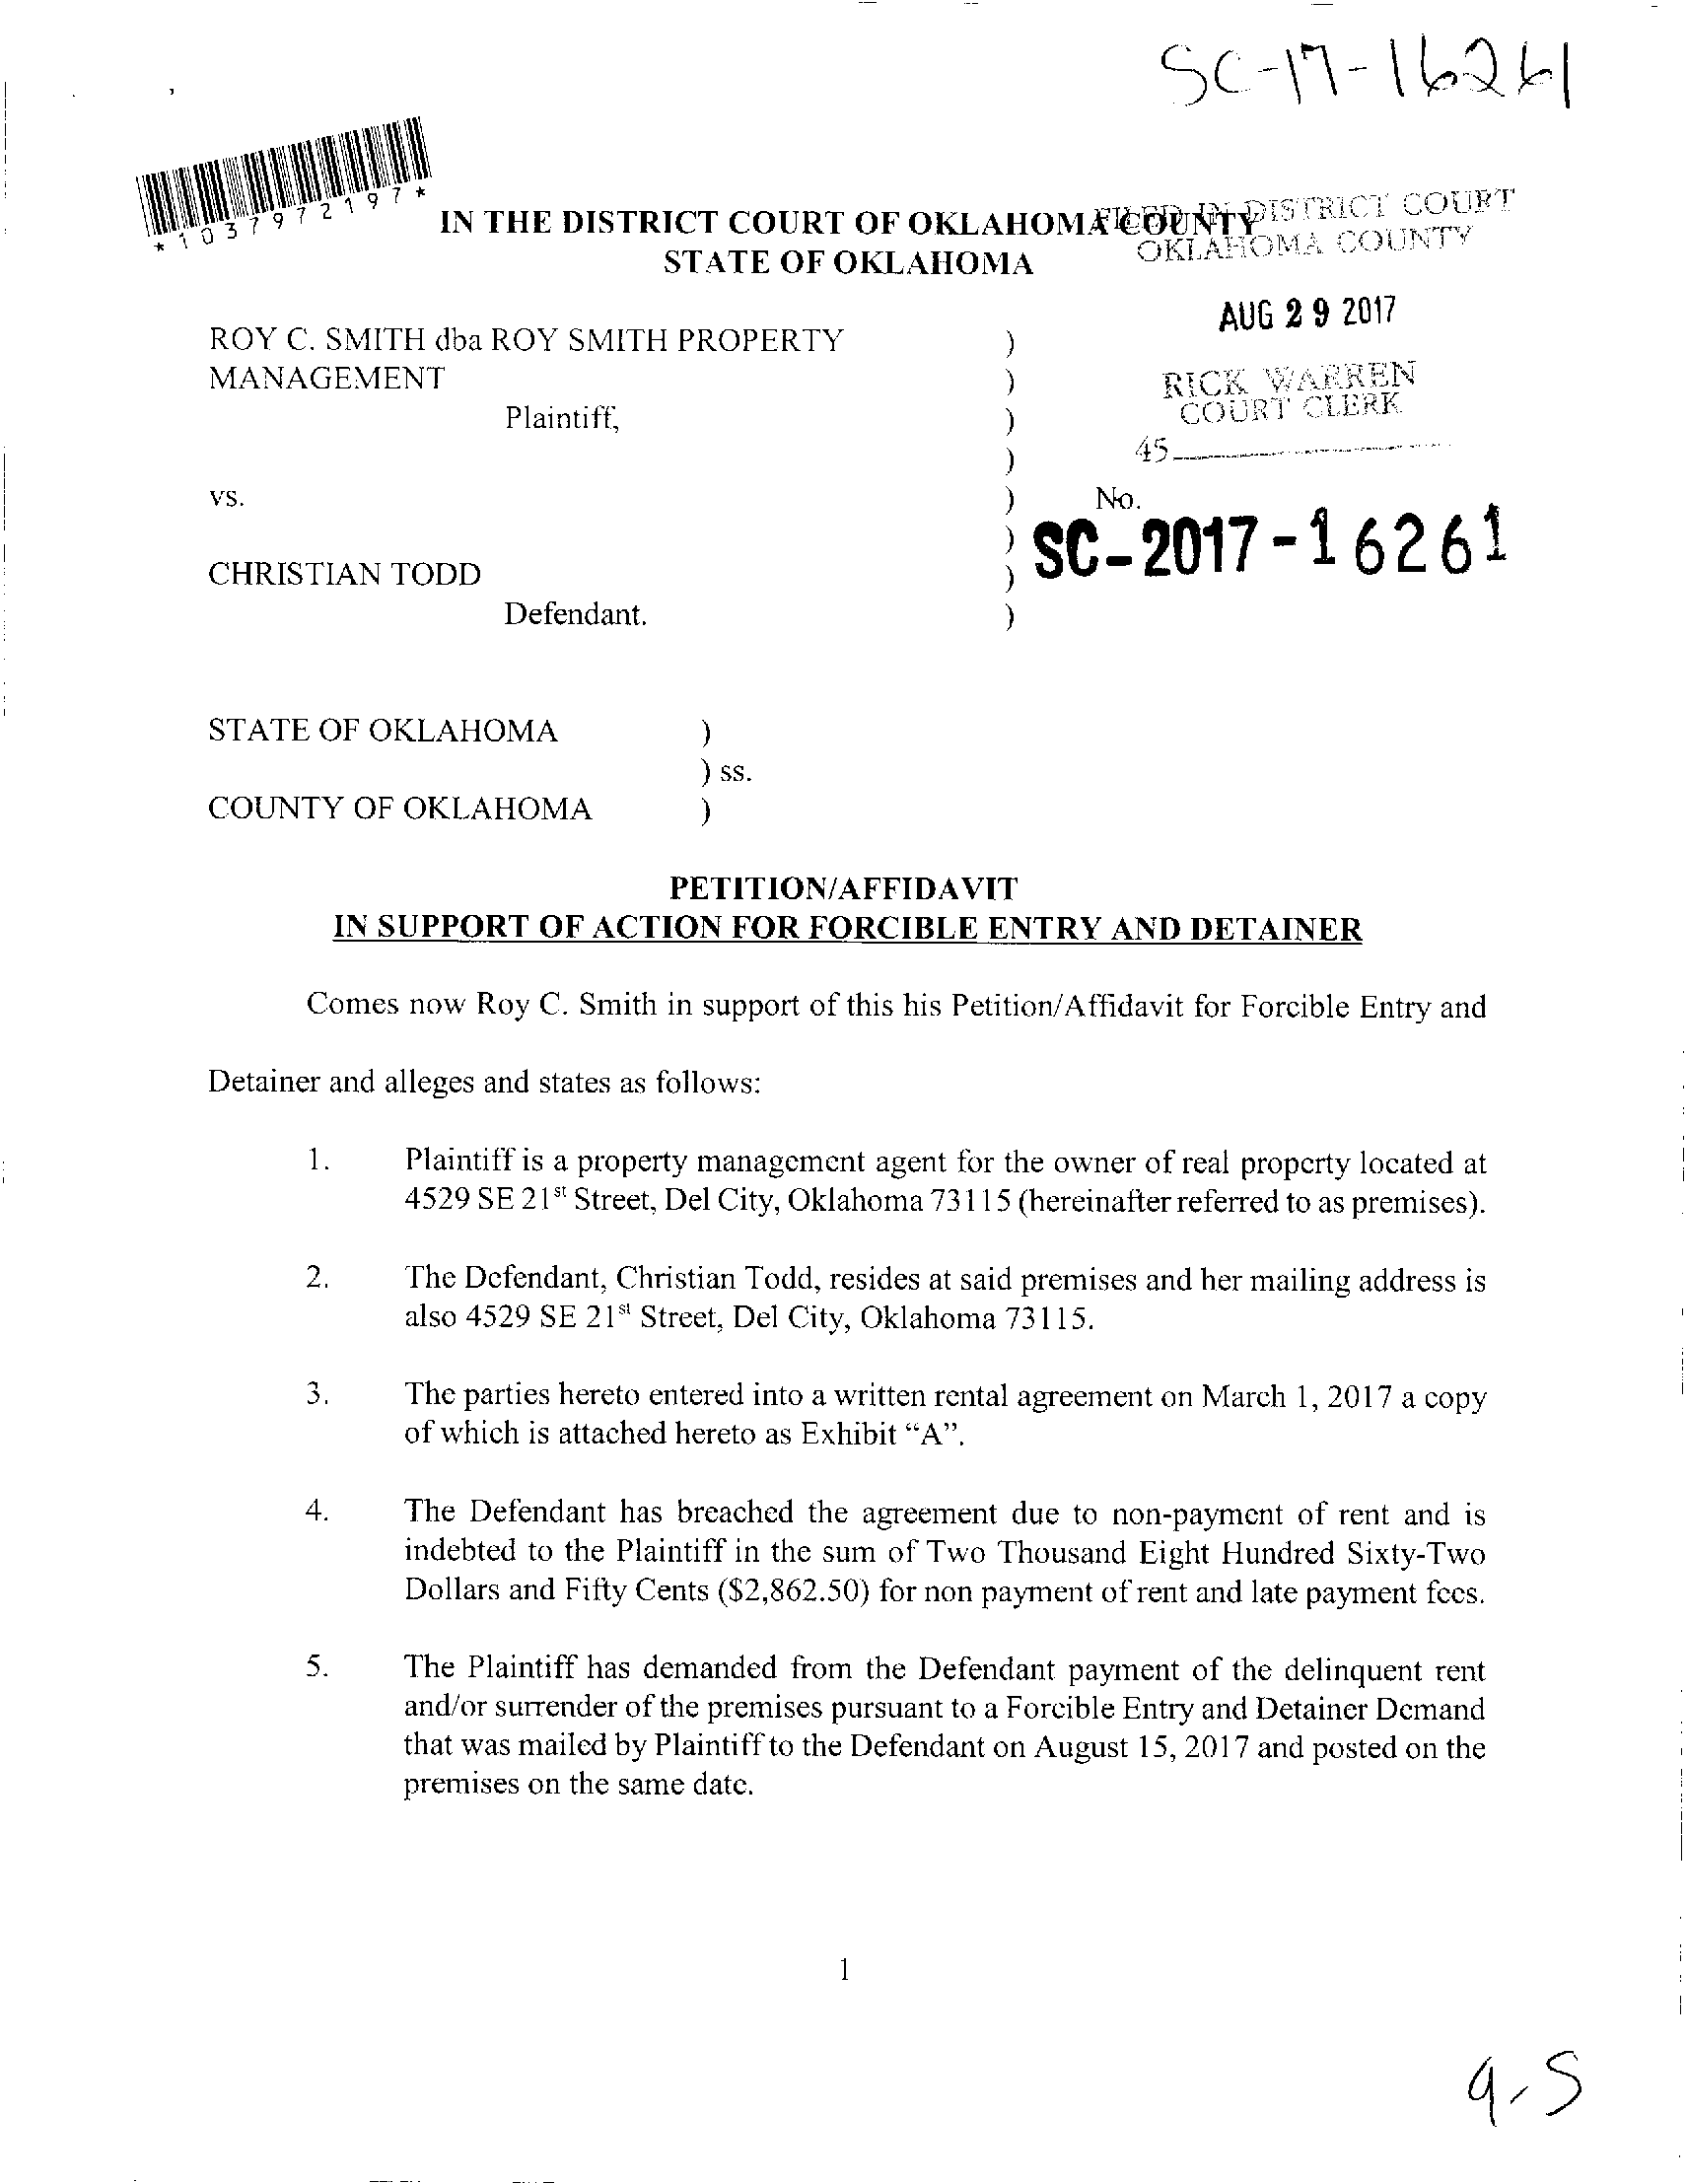 SC-17-16261
*1037972197*
IN THE DISTRICT COURT OF OKLAHOMA COUNTY
STATE OF OKLAHOMA
FILED IN DISTRICT COURT
OKLAHOMA COUNTY
AUG 29 2017
RICK WARREN
COURT CLERK
45
ROY C. SMITH dba ROY SMITH PROPERTY )
MANAGEMENT )
Plaintiff, )
)
vs. ) No.
) SC-2017-16261
CHRISTIAN TODD )
Defendant. )
STATE OF OKLAHOMA )
) ss.
COUNTY OF OKLAHOMA )
PETITION/AFFIDAVIT
IN SUPPORT OF ACTION FOR FORCIBLE ENTRY AND DETAINER
Comes now Roy C. Smith in support of this his Petition/Affidavit for Forcible Entry and
Detainer and alleges and states as follows:
1. Plaintiff is a property management agent for the owner of real property located at
4529 SE 21st Street, Del City, Oklahoma 73115 (hereinafter referred to as premises).
2. The Defendant, Christian Todd, resides at said premises and her mailing address is
also 4529 SE 21st Street, Del City, Oklahoma 73115.
3. The parties hereto entered into a written rental agreement on March 1, 2017 a copy
of which is attached hereto as Exhibit “A”.
4. The Defendant has breached the agreement due to non-payment of rent and is
indebted to the Plaintiff in the sum of Two Thousand Eight Hundred Sixty-Two
Dollars and Fifty Cents ($2,862.50) for non payment of rent and late payment fees.
5. The Plaintiff has demanded from the Defendant payment of the delinquent rent
and/or surrender of the premises pursuant to a Forcible Entry and Detainer Demand
that was mailed by Plaintiff to the Defendant on August 15, 2017 and posted on the
premises on the same date.
1
9-5